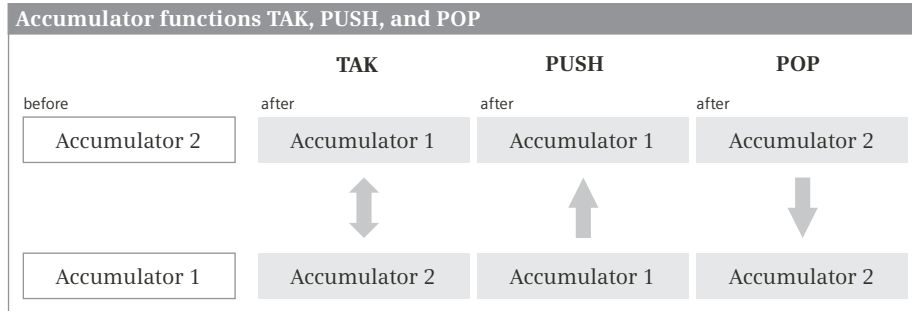 Accumulator functions TAK, PUSH, and POP
TAK PUSH POP
before after after after
Accumulator 2 Accumulator 1 Accumulator 1 Accumulator 2
Accumulator 1 Accumulator 2 Accumulator 1 Accumulator 2